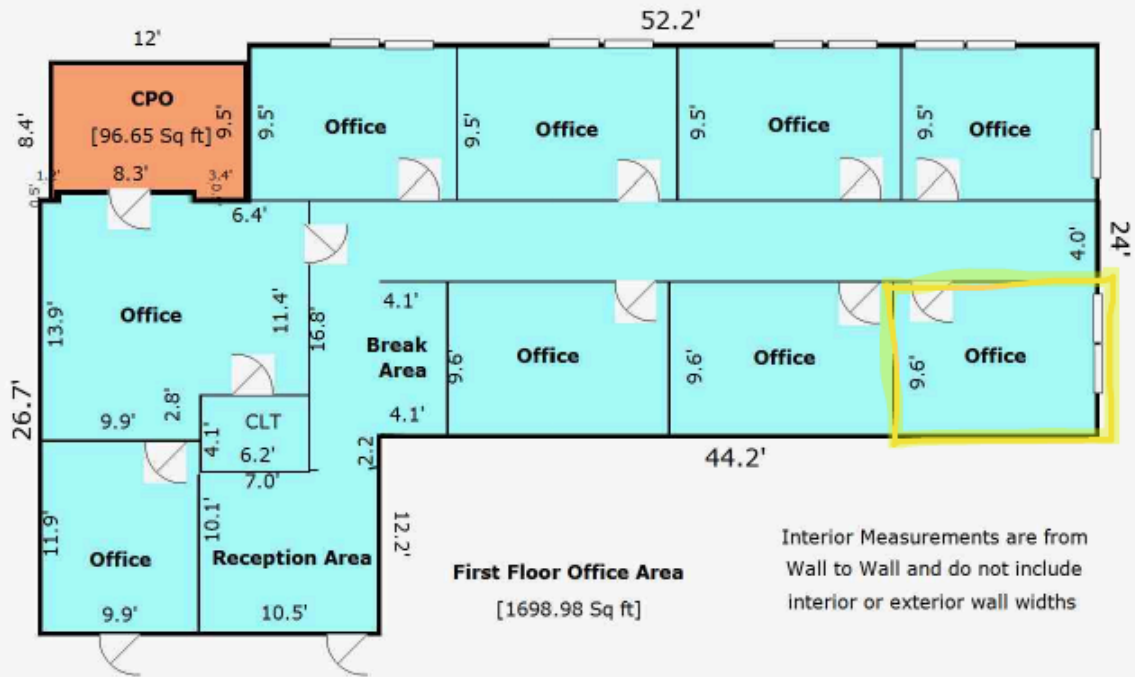 52.2'
12'
CPO
[96.65 Sq ft]
8.4'
9.5'
9.5'
Office
9.5'
Office
9.5'
Office
9.5'
Office
8.3'
3.4'
0.5'
6.4'
24'
4.0'
13.9'
Office
11.4'
16.8'
4.1'
Break
Area
4.1'
9.6'
Office
9.6'
Office
9.6'
Office
26.7'
2.8'
9.9'
CLT
4.1'
6.2'
7.0'
2.2
44.2'
11.9'
Office
9.9'
10.1'
Reception Area
10.5'
12.2'
First Floor Office Area
[1698.98 Sq ft]
Interior Measurements are from
Wall to Wall and do not include
interior or exterior wall widths